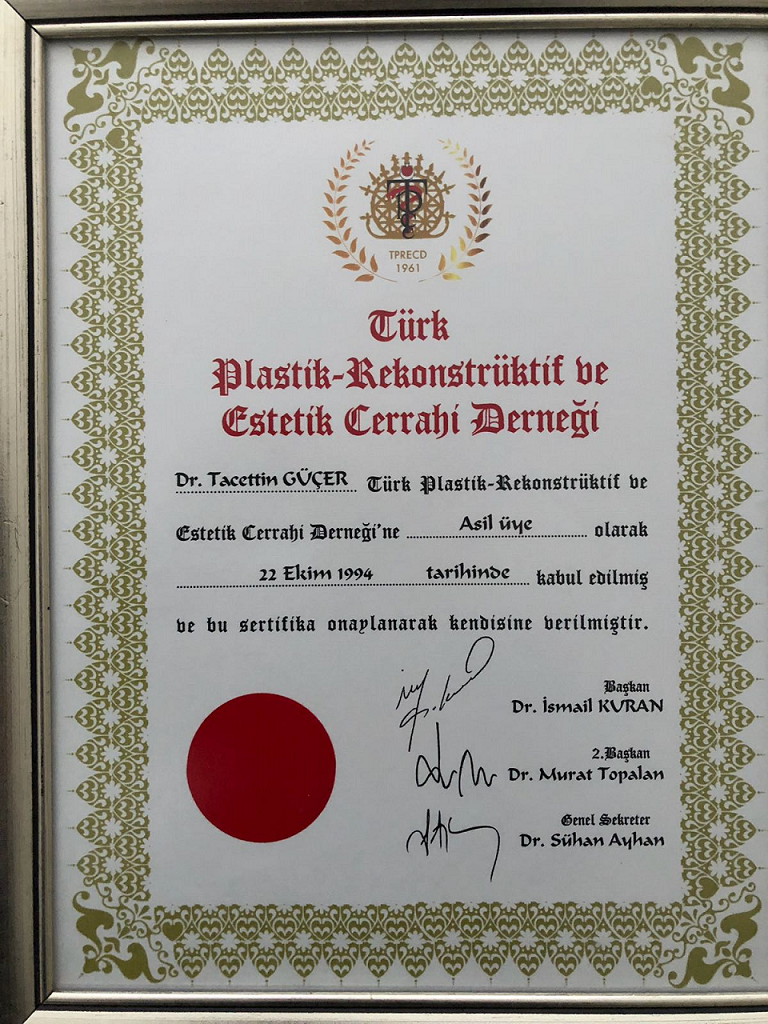 TPRECD
1961
Türk
Plastik-Rekonstrüktif ve
Estetik Cerrahi Derneği
Dr. Tacettin GÜÇER Türk Plastik-Rekonstrüktif ve
Estetik Cerrahi Derneği'ne Asil üye olarak
22 Ekim 1994 tarihinde kabul edilmiş
ve bu sertifika onaylanarak kendisine verilmiştir.
Başkan
Dr. İsmail KURAN
2.Başkan
Dr. Murat Topalan
Genel Sekreter
Dr. Sühan Ayhan